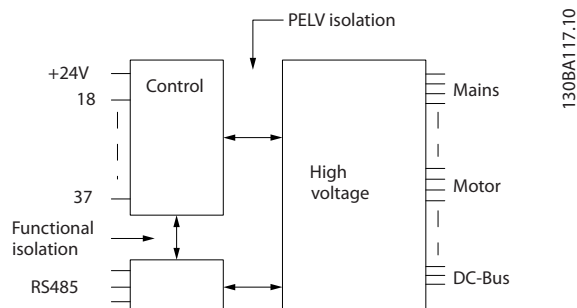 PELV isolation
130BA117.10
+24V
Control
Mains
18
High
voltage
Motor
37
Functional
isolation
RS485
DC-Bus